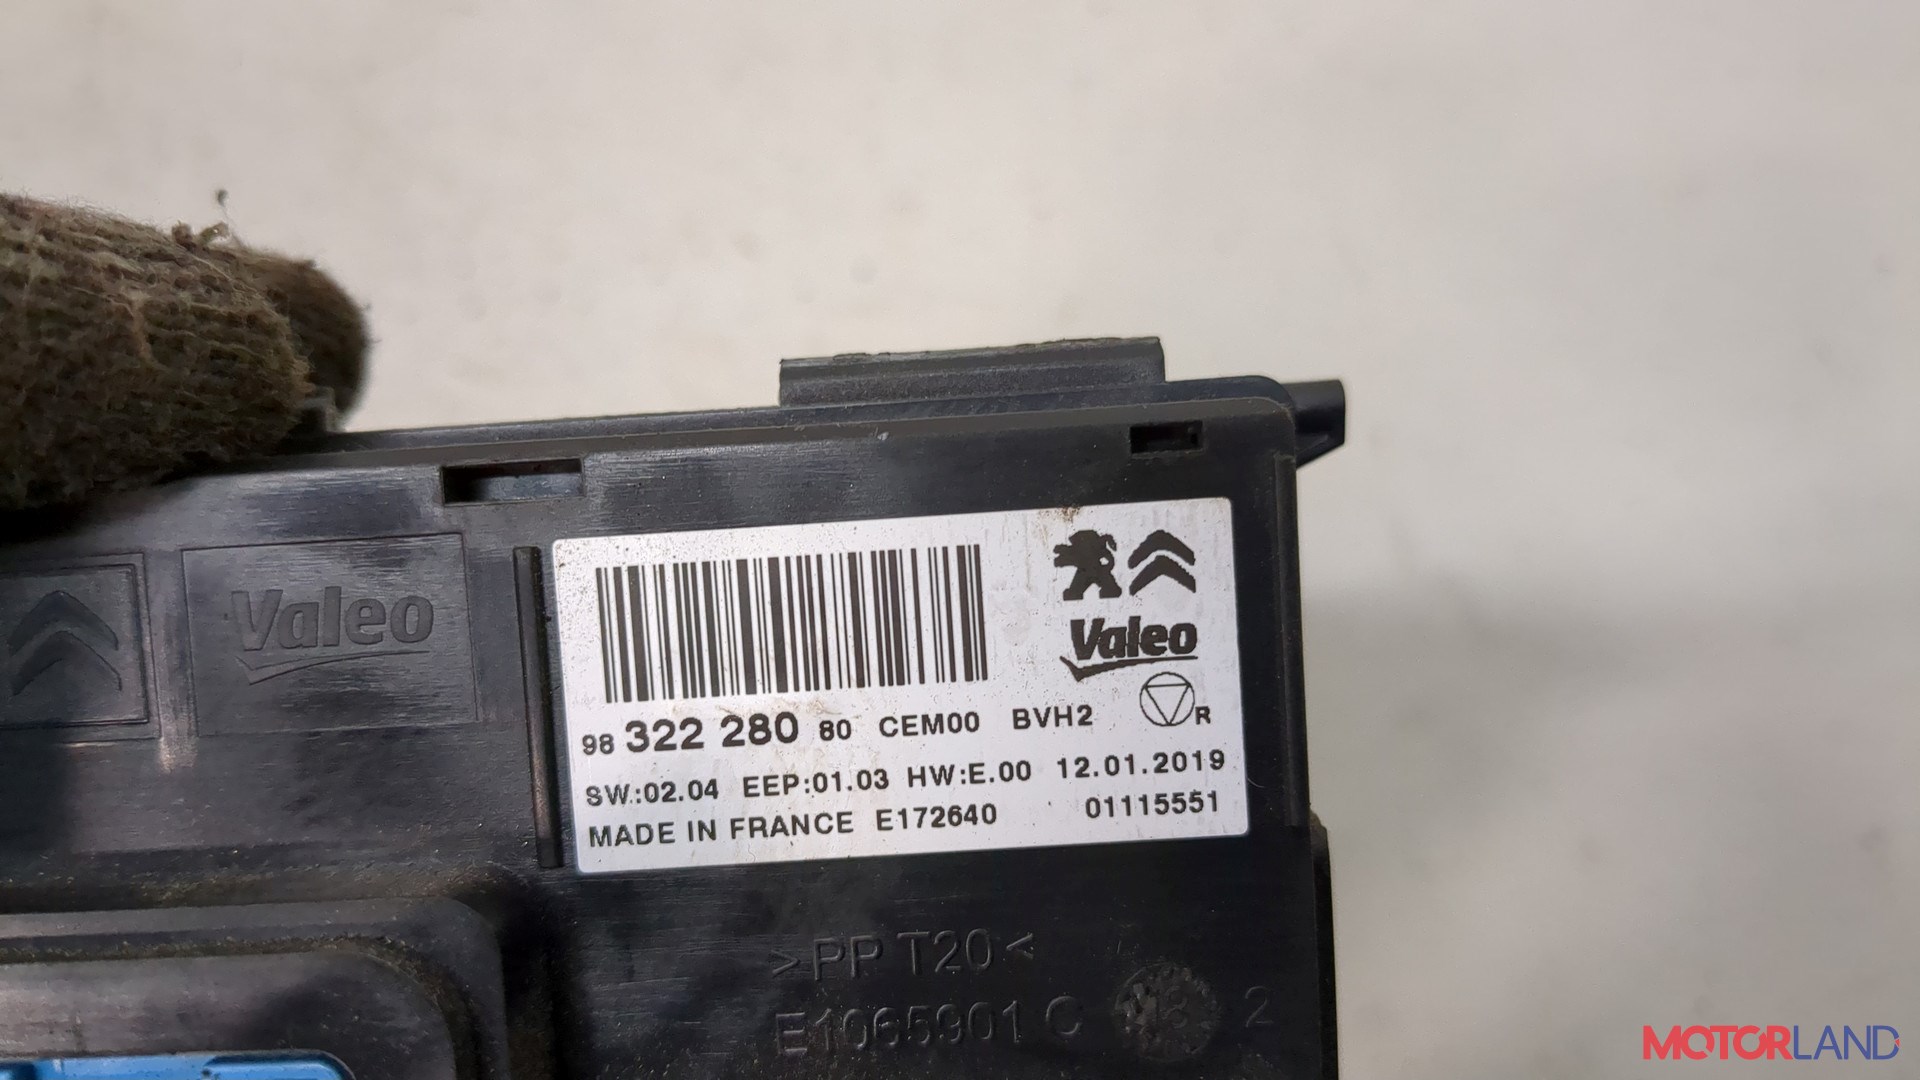 Valeo
Valeo
R
98 322 280 80 CEM00 BVH2
SW.:02.04 EEP:01.03 HW:E.00 12.01.2019
MADE IN FRANCE E172640 01115551
>PP T20<
E1065901 C 2
MOTORLAND